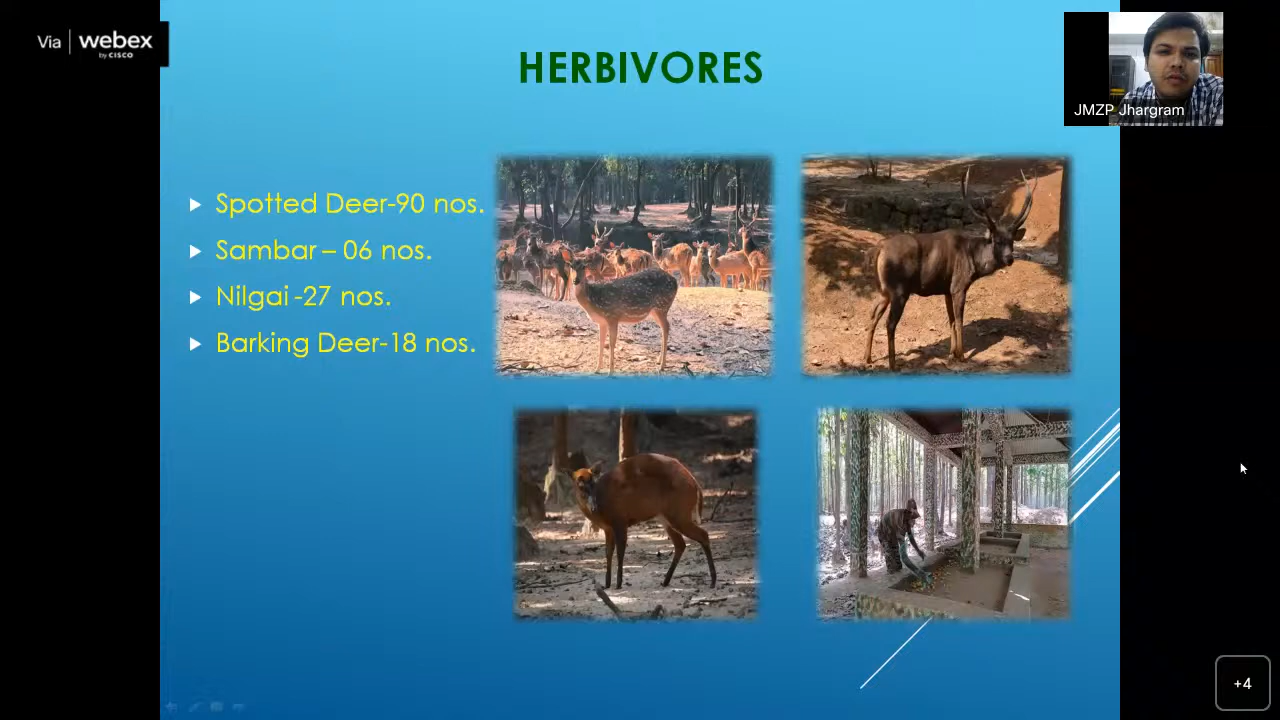 Via | webex
by CISCO
HERBIVORES
JMZP Jhargram
Spotted Deer-90 nos.
Sambar – 06 nos.
Nilgai -27 nos.
Barking Deer-18 nos.
+4